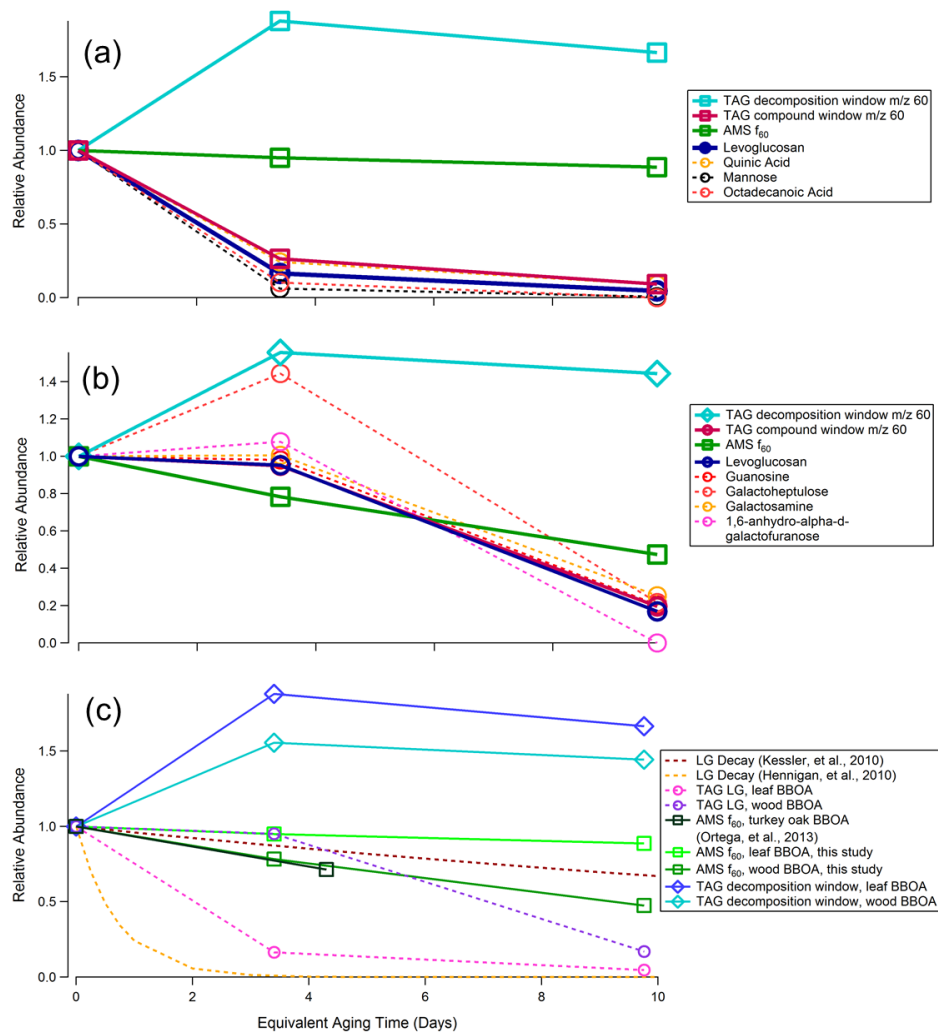 (a)
Relative Abundance
1.5
1.0
0.5
0.0
TAG decomposition window m/z 60
TAG compound window m/z 60
AMS f60
Levoglucosan
Quinic Acid
Mannose
Octadecanoic Acid
(b)
Relative Abundance
1.4
1.2
1.0
0.8
0.6
0.4
0.2
0.0
TAG decomposition window m/z 60
TAG compound window m/z 60
AMS f60
Levoglucosan
Guanosine
Galactoheptulose
Galactosamine
1,6-anhydro-alpha-d-
galactofuranose
(c)
Relative Abundance
1.5
1.0
0.5
0.0
0 2 4 6 8 10
Equivalent Aging Time (Days)
LG Decay (Kessler, et al., 2010)
LG Decay (Hennigan, et al., 2010)
TAG LG, leaf BBOA
TAG LG, wood BBOA
AMS f60, turkey oak BBOA
(Ortega, et al., 2013)
AMS f60, leaf BBOA, this study
AMS f60, wood BBOA, this study
TAG decomposition window, leaf BBOA
TAG decomposition window, wood BBOA